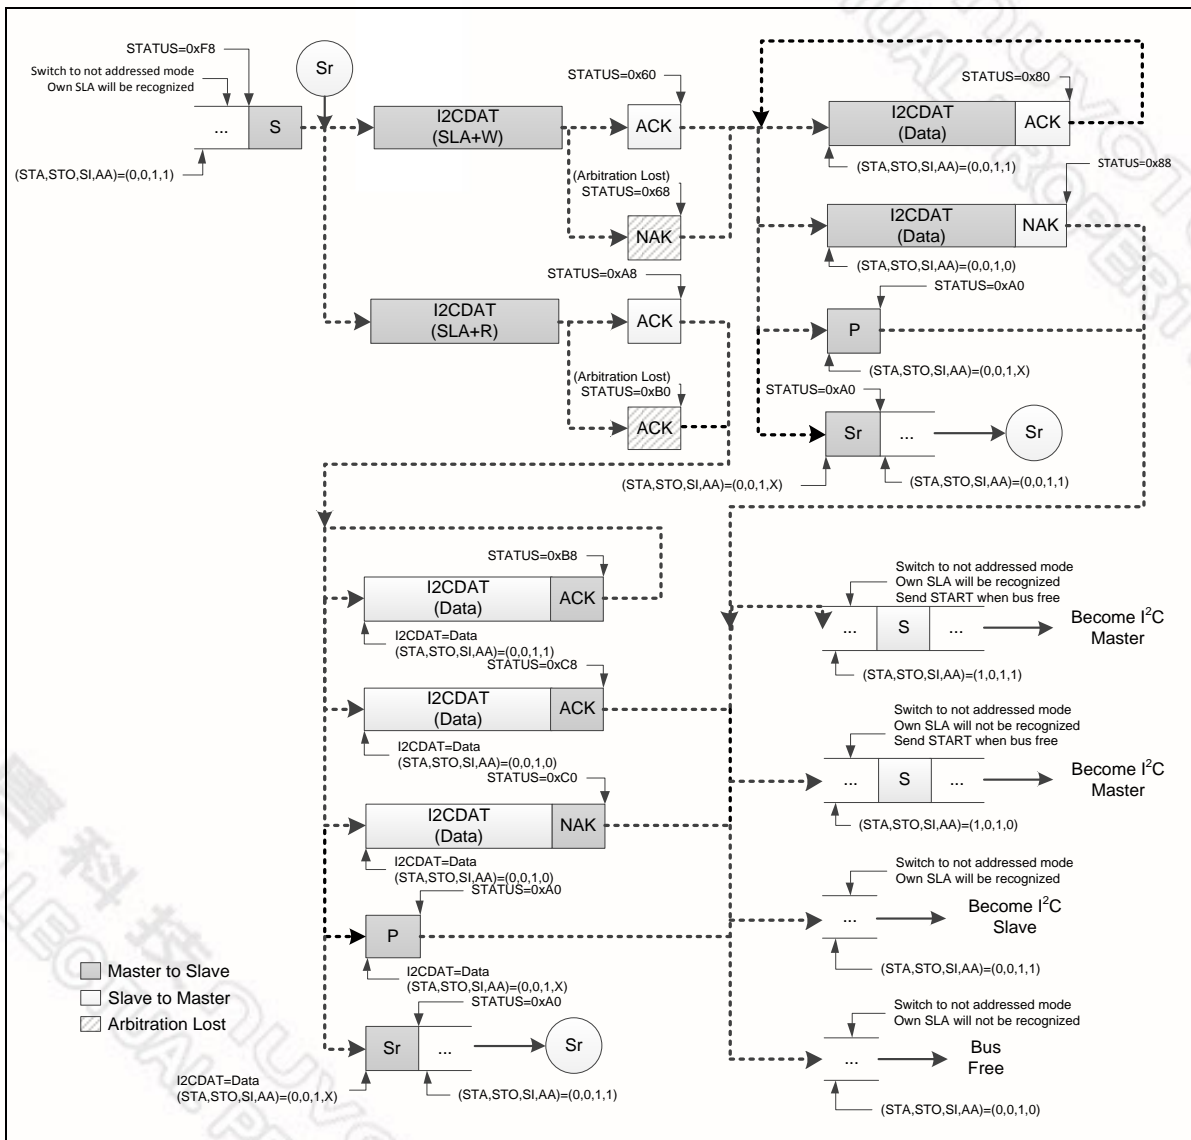 STATUS=0xF8
Switch to not addressed mode
Own SLA will be recognized
...
S
(STA,STO,SI,AA)=(0,0,1,1)
Sr
I2CDAT
(SLA+W)
STATUS=0x60
ACK
(Arbitration Lost)
STATUS=0x68
NAK
I2CDAT
(SLA+R)
STATUS=0xA8
ACK
(Arbitration Lost)
STATUS=0xB0
ACK
STATUS=0x80
I2CDAT
(Data)
ACK
(STA,STO,SI,AA)=(0,0,1,1)
STATUS=0x88
I2CDAT
(Data)
NAK
(STA,STO,SI,AA)=(0,0,1,0)
STATUS=0xA0
P
(STA,STO,SI,AA)=(0,0,1,X)
STATUS=0xA0
Sr
...
Sr
(STA,STO,SI,AA)=(0,0,1,X)
(STA,STO,SI,AA)=(0,0,1,1)
STATUS=0xB8
I2CDAT
(Data)
ACK
I2CDAT=Data
(STA,STO,SI,AA)=(0,0,1,1)
STATUS=0xC8
I2CDAT
(Data)
ACK
I2CDAT=Data
(STA,STO,SI,AA)=(0,0,1,0)
STATUS=0xC0
I2CDAT
(Data)
NAK
I2CDAT=Data
(STA,STO,SI,AA)=(0,0,1,0)
STATUS=0xA0
P
I2CDAT=Data
(STA,STO,SI,AA)=(0,0,1,X)
STATUS=0xA0
Sr
...
Sr
I2CDAT=Data
(STA,STO,SI,AA)=(0,0,1,X)
(STA,STO,SI,AA)=(0,0,1,1)
Switch to not addressed mode
Own SLA will be recognized
Send START when bus free
...
S
...
Become I²C
Master
(STA,STO,SI,AA)=(1,0,1,1)
Switch to not addressed mode
Own SLA will not be recognized
Send START when bus free
...
S
...
Become I²C
Master
(STA,STO,SI,AA)=(1,0,1,0)
Switch to not addressed mode
Own SLA will be recognized
...
Become I²C
Slave
(STA,STO,SI,AA)=(0,0,1,1)
Switch to not addressed mode
Own SLA will not be recognized
...
Bus
Free
(STA,STO,SI,AA)=(0,0,1,0)
Master to Slave
Slave to Master
Arbitration Lost